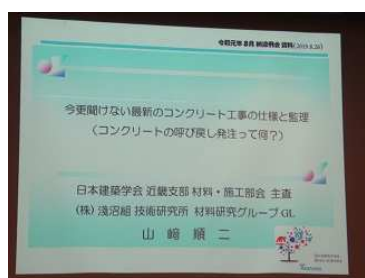 令和元年 8月 納涼例会 資料(2019.8.26)
今更聞けない最新のコンクリート工事の仕様と監理
(コンクリートの呼び戻し発注って何？)
日本建築学会 近畿支部 材料・施工部会 主査
(株) 淺沼組 技術研究所 材料研究グループ GL
山 﨑 順 二